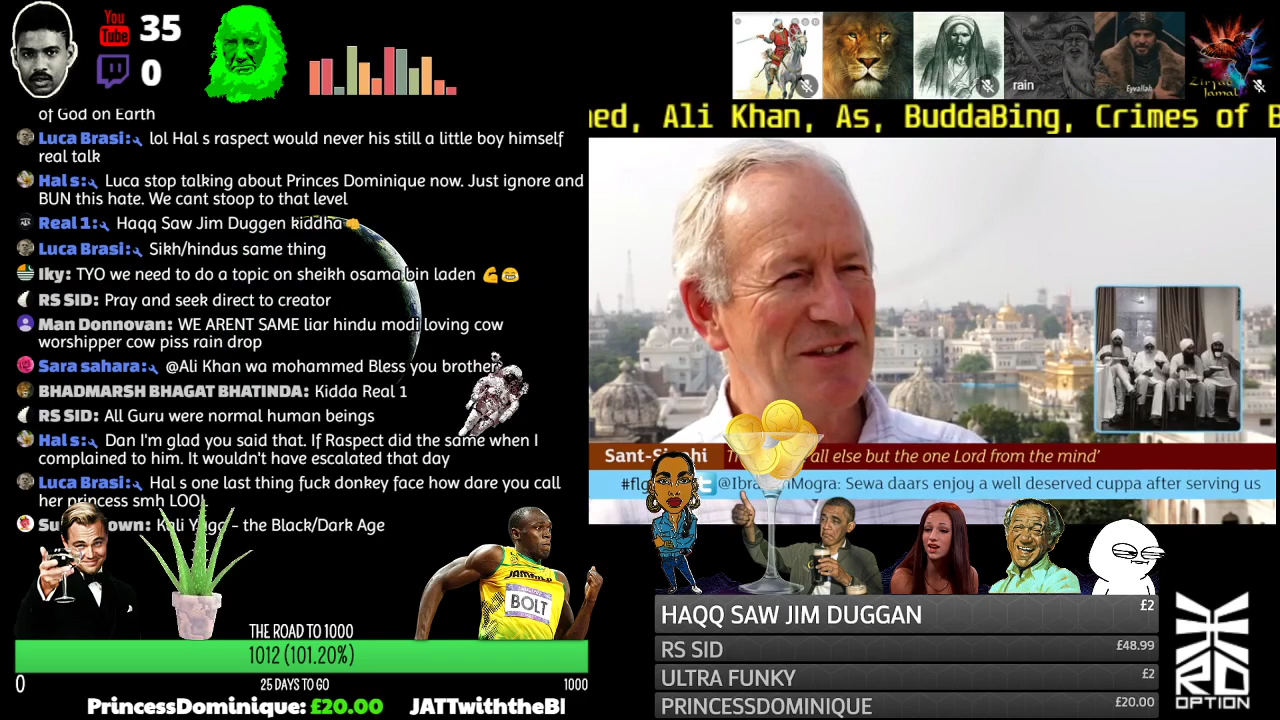 You
Tube
35
0
of God on Earth
Luca Brasi: lol Hal s raspect would never his still a little boy himself
real talk
Hal s: Luca stop talking about Princes Dominique now. Just ignore and
BUN this hate. We cant stoop to that level
Real 1: Haqq Saw Jim Duggen kiddha👊
Luca Brasi: Sikh/hindus same thing
Iky: TYO we need to do a topic on sheikh osama bin laden 💪😁
RS SID: Pray and seek direct to creator
Man Donnovan: WE ARENT SAME liar hindu modi loving cow
worshipper cow piss rain drop
Sara sahara: @Ali Khan wa mohammed Bless you brother
BHADMARSH BHAGAT BHATINDA: Kidda Real 1
RS SID: All Guru were normal human beings
Hal s: Dan I'm glad you said that. If Raspect did the same when I
complained to him. It wouldn't have escalated that day
Luca Brasi: Hal s one last thing fuck donkey face how dare you call
her princess smh LOOL
Kali Yuga - the Black/Dark Age
JAMAICA
BOLT
THE ROAD TO 1000
1012 (101.20%)
0
25 DAYS TO GO
1000
PrincessDominique: £20.00
JATTwiththeBI
rain
Eyvallah
Ziryab
Jamal
ned, Ali Khan, As, BuddaBing, Crimes of B
Sant-Sipahi
all else but the one Lord from the mind'
Mogra: Sewa daars enjoy a well deserved cuppa after serving us
HAQQ SAW JIM DUGGAN £2
RS SID £48.99
ULTRA FUNKY £2
PRINCESSDOMINIQUE £20.00
OPTION